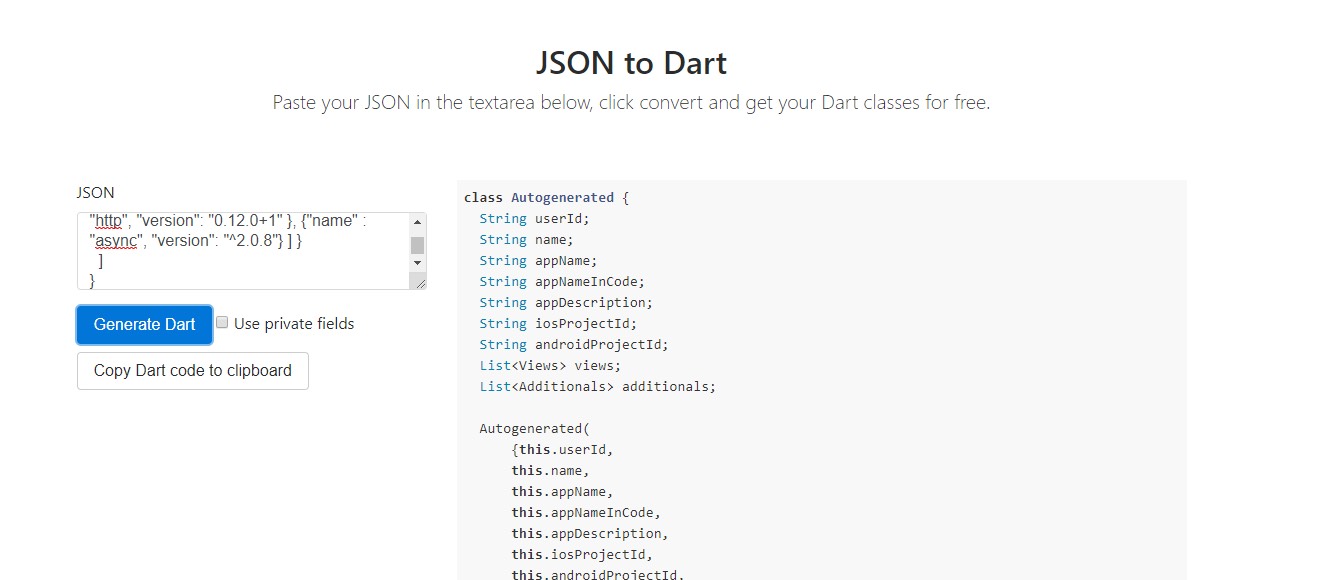 JSON to Dart
Paste your JSON in the textarea below, click convert and get your Dart classes for free.
JSON
"http", "version": "0.12.0+1" }, {"name" :
"async", "version": "^2.0.8"} ] }
]
}
Generate Dart
Use private fields
Copy Dart code to clipboard
class Autogenerated {
String userId;
String name;
String appName;
String appNameInCode;
String appDescription;
String iosProjectId;
String androidProjectId;
List<Views> views;
List<Additionals> additionals;
Autogenerated(
{this.userId,
this.name,
this.appName,
this.appNameInCode,
this.appDescription,
this.iosProjectId,
this.androidProjectId,